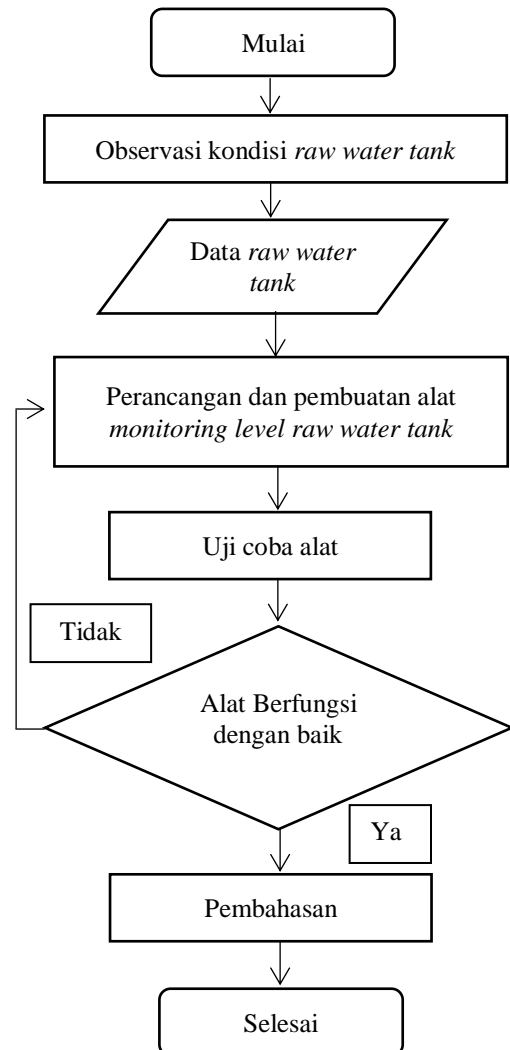 Mulai
Observasi kondisi raw water tank
Data raw water
tank
Perancangan dan pembuatan alat
monitoring level raw water tank
Uji coba alat
Tidak
Alat Berfungsi
dengan baik
Ya
Pembahasan
Selesai